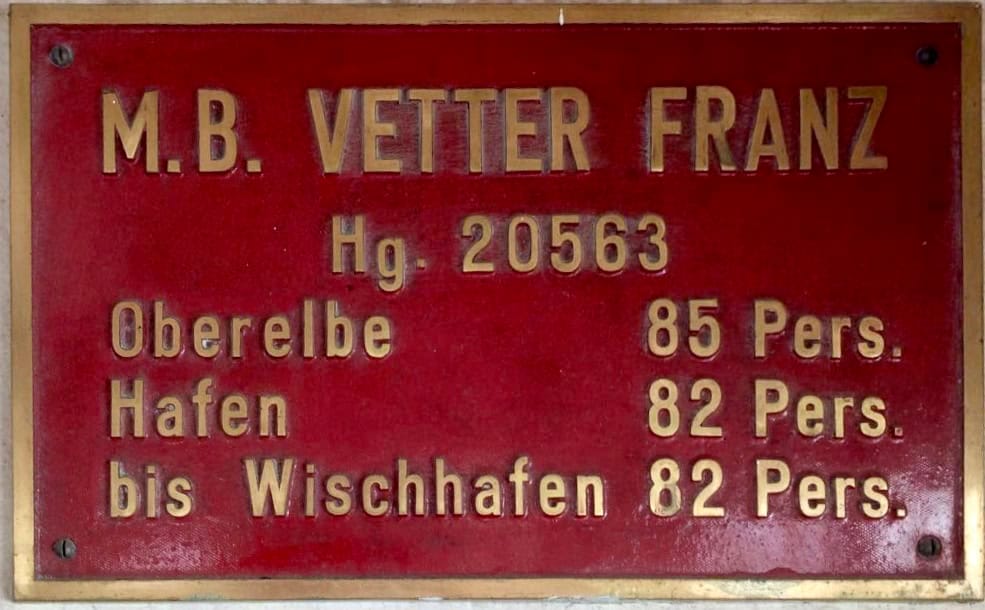 M.B. VETTER FRANZ
Hg. 20563
Oberelbe 85 Pers.
Hafen 82 Pers.
bis Wischhafen 82 Pers.